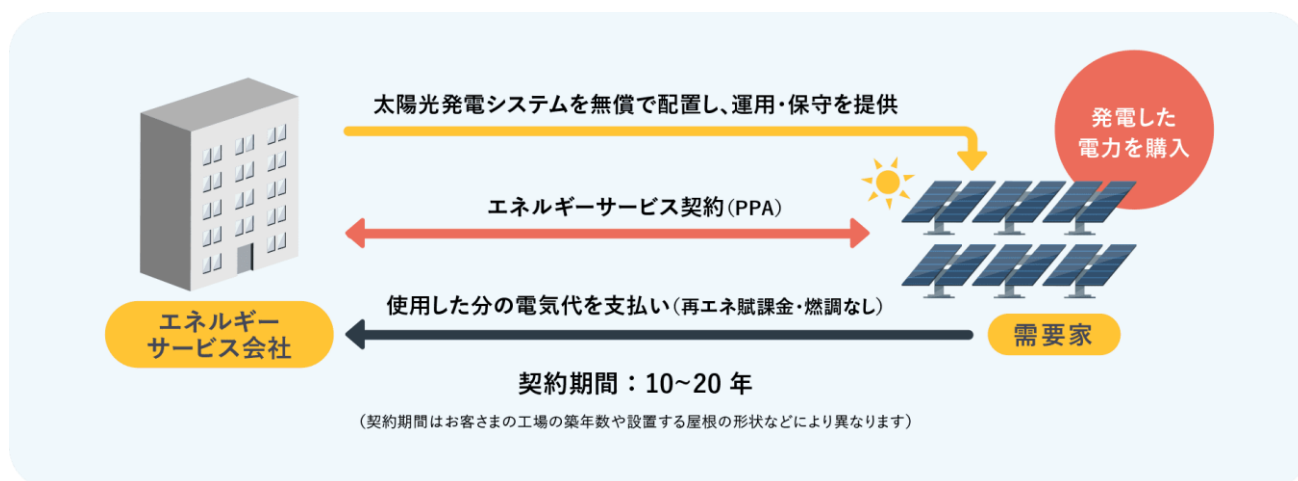 太陽光発電システムを無償で配置し、運用・保守を提供
発電した
電力を購入
エネルギーサービス契約(PPA)
使用した分の電気代を支払い(再エネ賦課金・燃調なし)
エネルギー
サービス会社
需要家
契約期間：10~20 年
(契約期間はお客さまの工場の築年数や設置する屋根の形状などにより異なります)